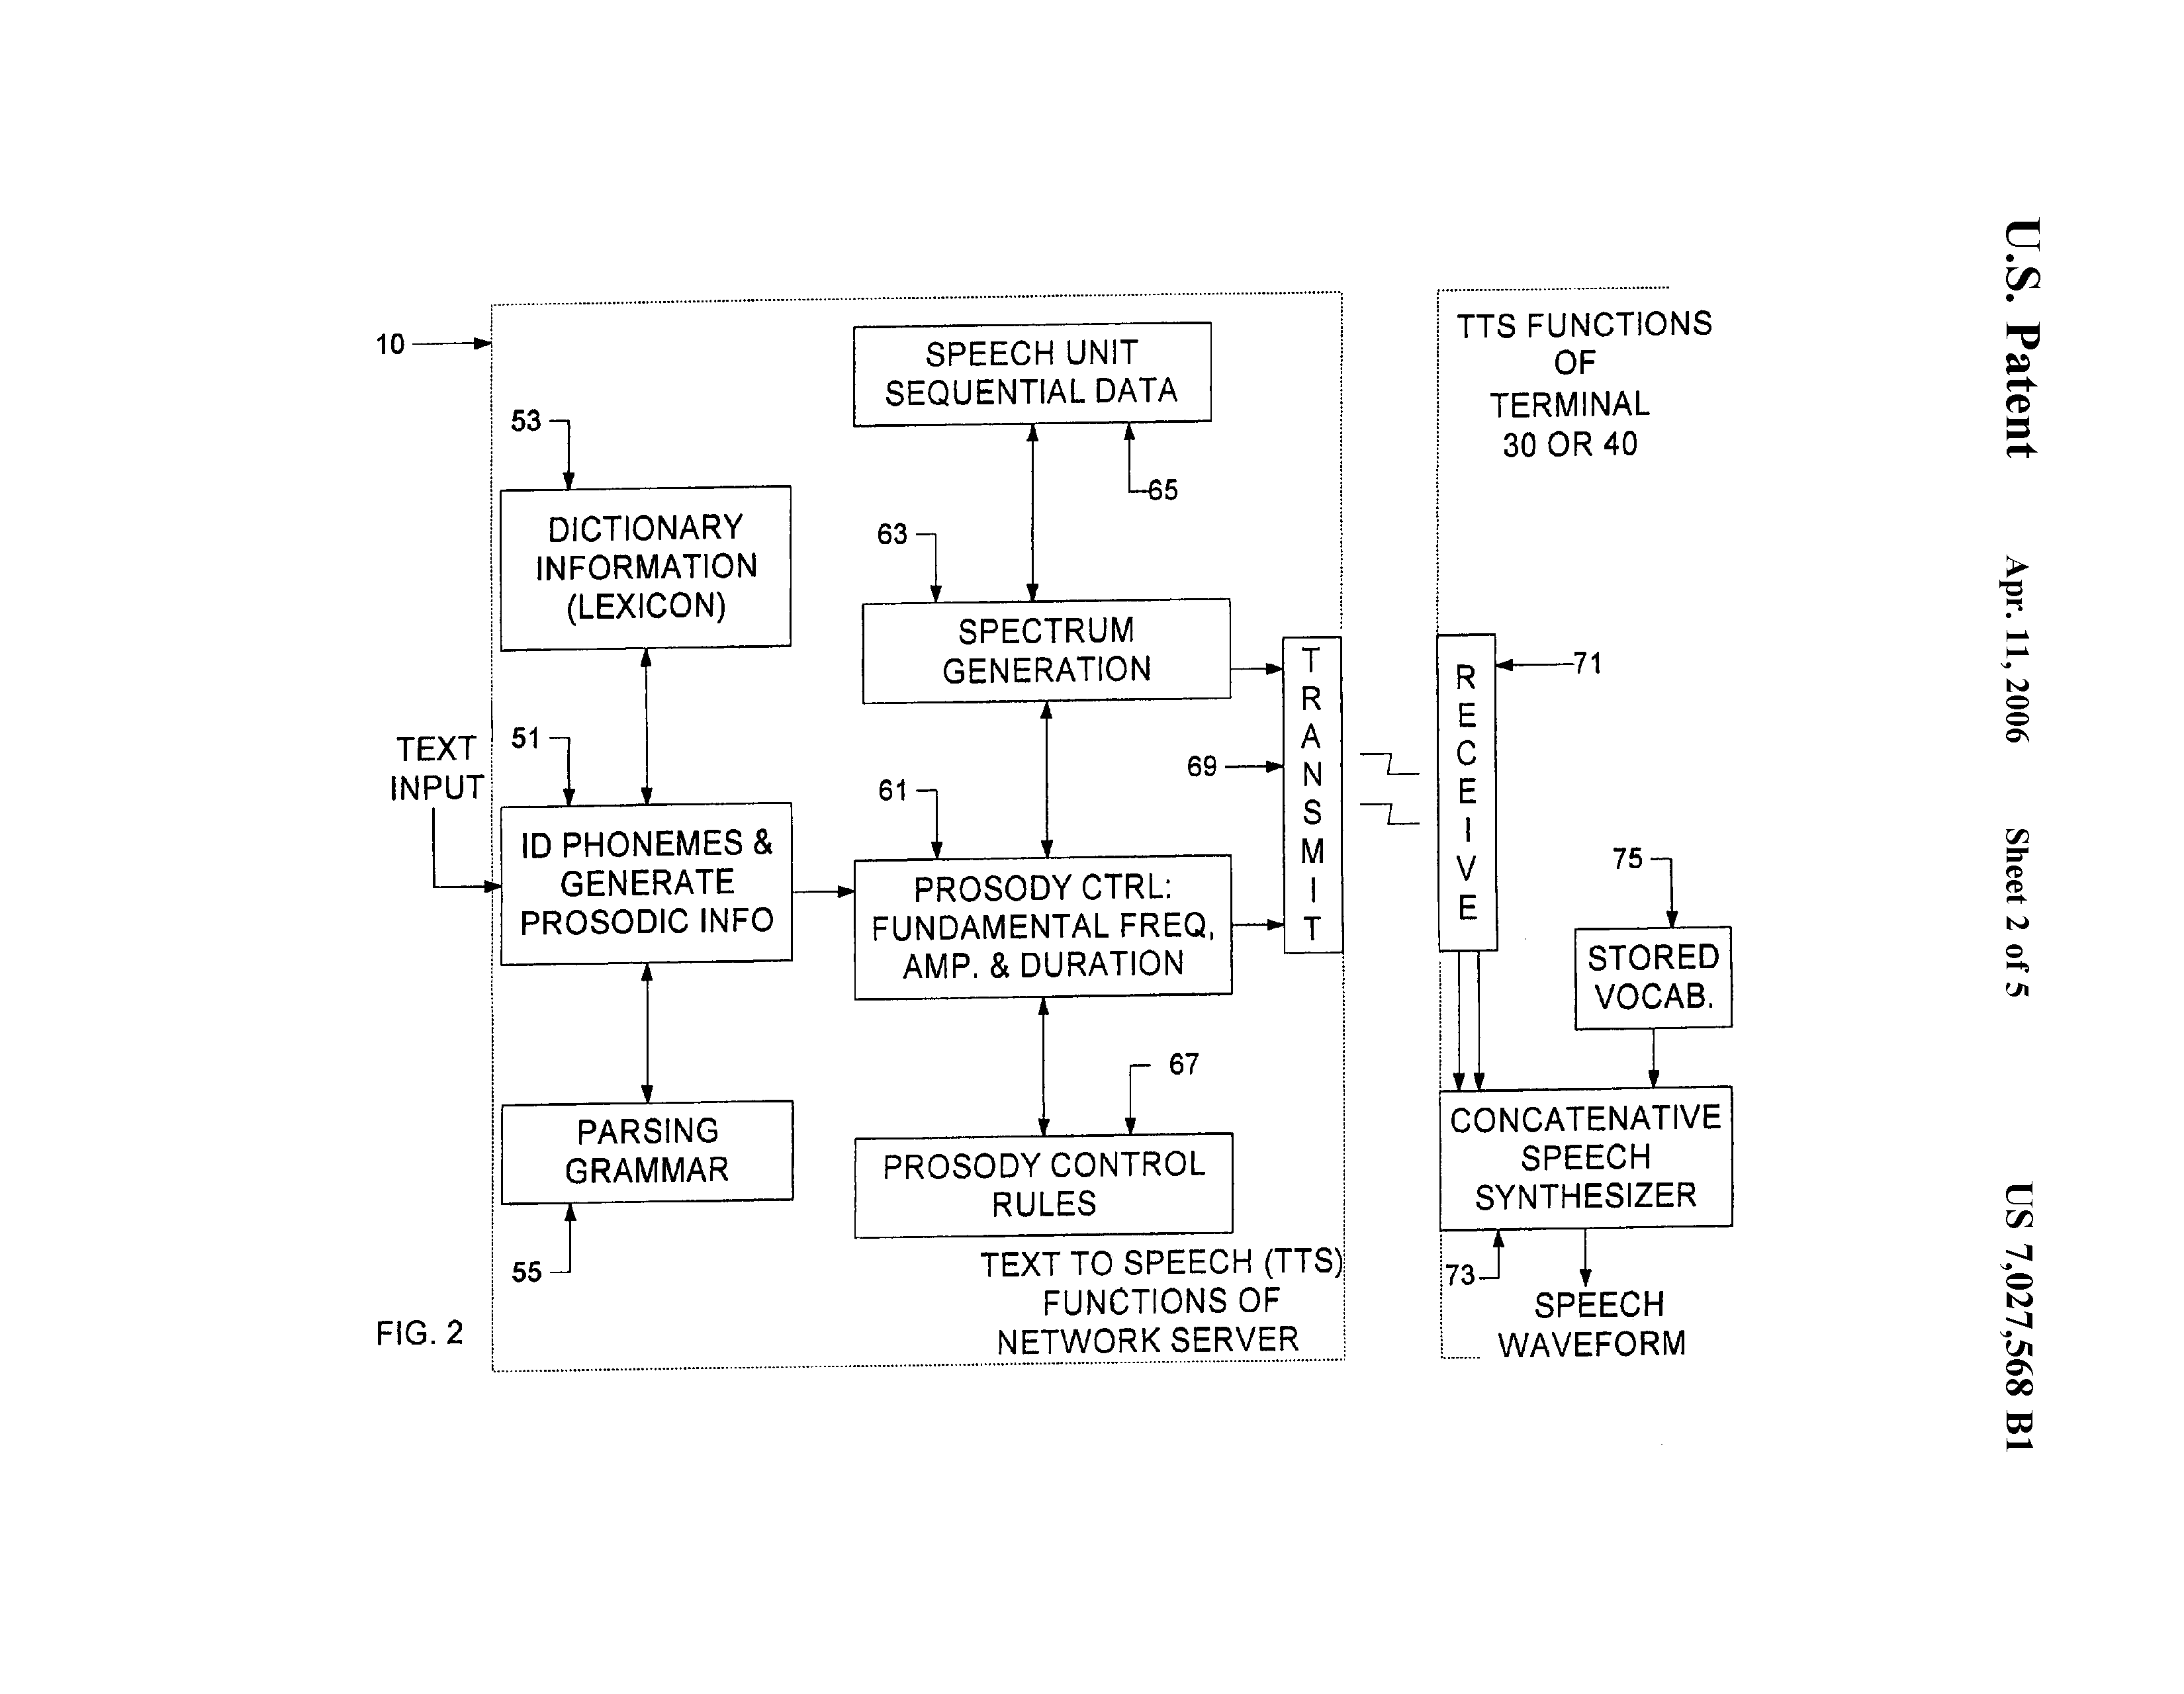 U.S. Patent Apr. 11, 2006 Sheet 2 of 5 US 7,027,568 B1
10
SPEECH UNIT
SEQUENTIAL DATA
65
53
DICTIONARY
INFORMATION
(LEXICON)
63
SPECTRUM
GENERATION
TEXT
INPUT
51
ID PHONEMES &
GENERATE
PROSODIC INFO
61
PROSODY CTRL:
FUNDAMENTAL FREQ,
AMP. & DURATION
69
TRANSMIT
67
PARSING
GRAMMAR
55
PROSODY CONTROL
RULES
TEXT TO SPEECH (TTS)
FUNCTIONS OF
NETWORK SERVER
TTS FUNCTIONS
OF
TERMINAL
30 OR 40
RECEIVE
71
75
STORED
VOCAB.
CONCATENATIVE
SPEECH
SYNTHESIZER
73
SPEECH
WAVEFORM
FIG. 2